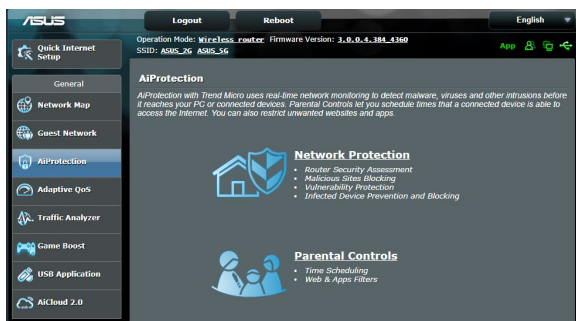 ASUS
Logout
Reboot
English
Quick Internet
Setup
Operation Mode: Wireless router Firmware Version: 3.0.0.4.384_4360
SSID: ASUS_2G ASUS_5G
App
General
Network Map
Guest Network
AiProtection
Adaptive QoS
Traffic Analyzer
Game Boost
USB Application
AiCloud 2.0
AiProtection
AiProtection with Trend Micro uses real-time network monitoring to detect malware, viruses and other intrusions before
it reaches your PC or connected devices. Parental Controls let you schedule times that a connected device is able to
access the Internet. You can also restrict unwanted websites and apps.
Network Protection
• Router Security Assessment
• Malicious Sites Blocking
• Vulnerability Protection
• Infected Device Prevention and Blocking
Parental Controls
• Time Scheduling
• Web & Apps Filters